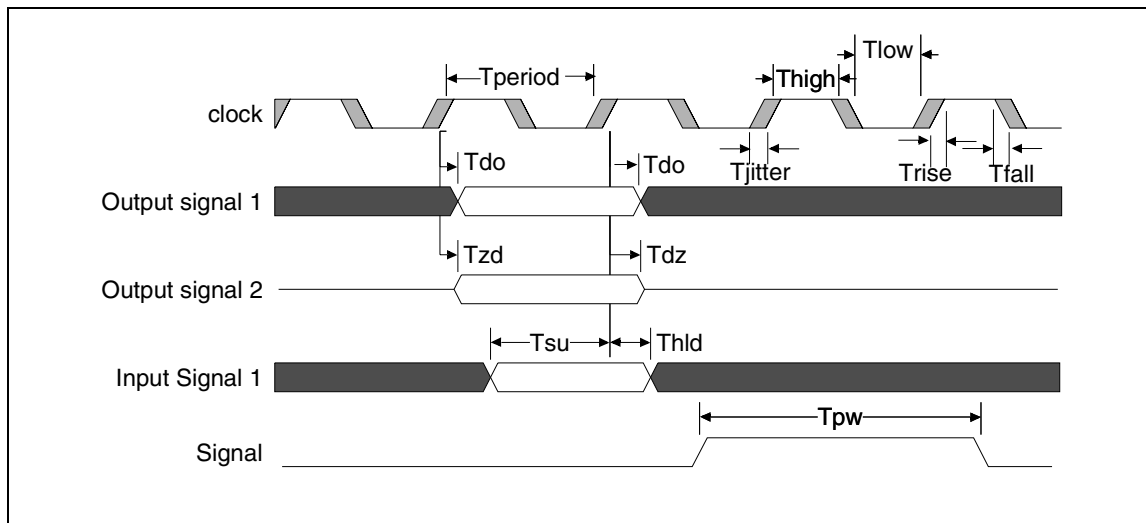 Tlow
Tperiod
Thigh
clock
Tdo
Tdo
Tjitter
Trise
Tfall
Output signal 1
Tzd
Tdz
Output signal 2
Tsu
Thld
Input Signal 1
Tpw
Signal